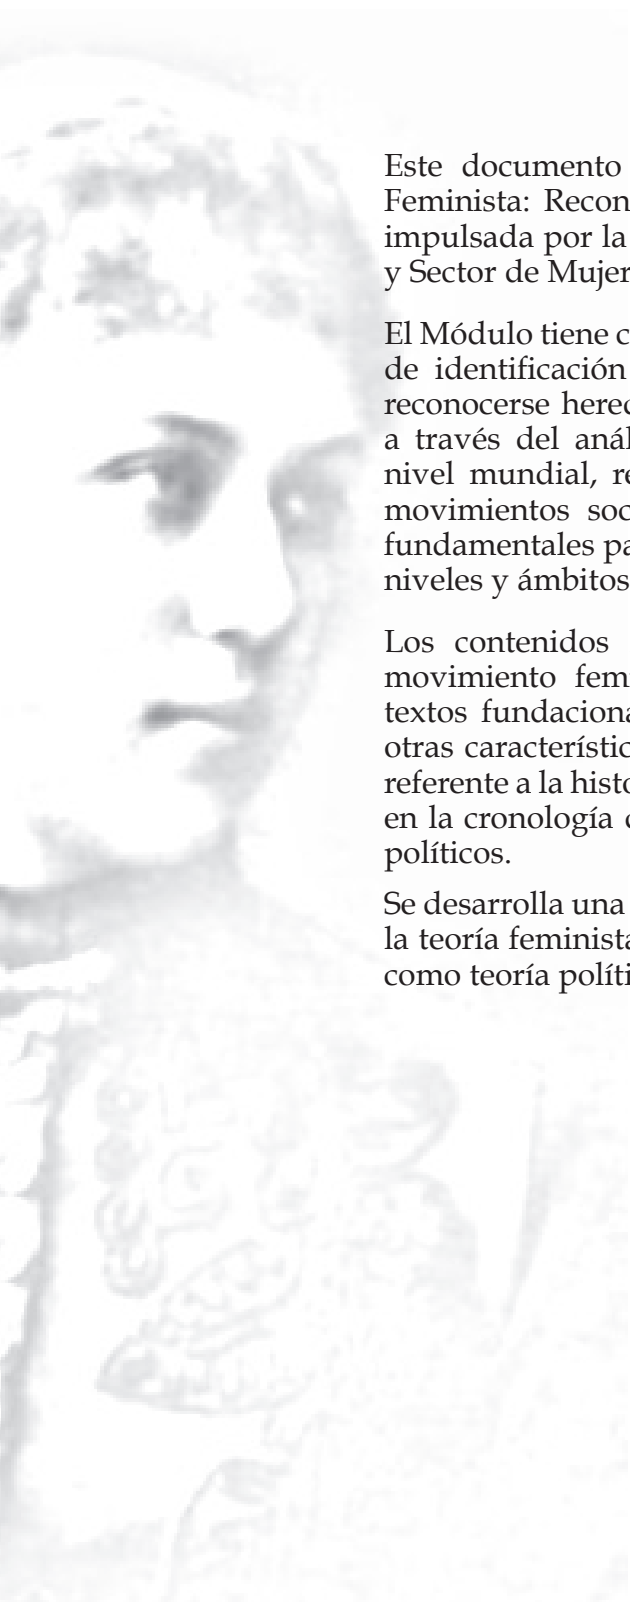 Este documento
Feminista: Recon
impulsada por la
y Sector de Mujer
El Módulo tiene c
de identificación
reconocerse hered
a través del anál
nivel mundial, re
movimientos soc
fundamentales pa
niveles y ámbitos
Los contenidos
movimiento fem
textos fundaciona
otras característic
referente a la histo
en la cronología
políticos.
Se desarrolla una
la teoría feminista
como teoría políti